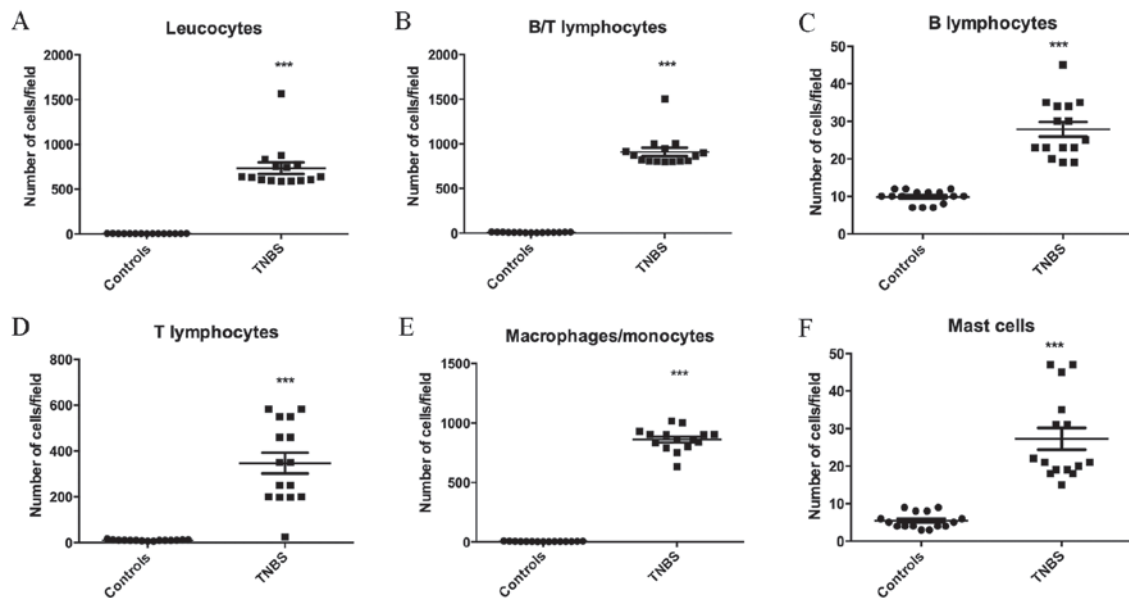 A
Leucocytes
***
Number of cells/field
2000
1500
1000
500
0
Controls
TNBS
B
B/T lymphocytes
***
Number of cells/field
2000
1500
1000
500
0
Controls
TNBS
C
B lymphocytes
***
Number of cells/field
50
40
30
20
10
0
Controls
TNBS
D
T lymphocytes
***
Number of cells/field
800
600
400
200
0
Controls
TNBS
E
Macrophages/monocytes
***
Number of cells/field
1500
1000
500
0
Controls
TNBS
F
Mast cells
***
Number of cells/field
50
40
30
20
10
0
Controls
TNBS